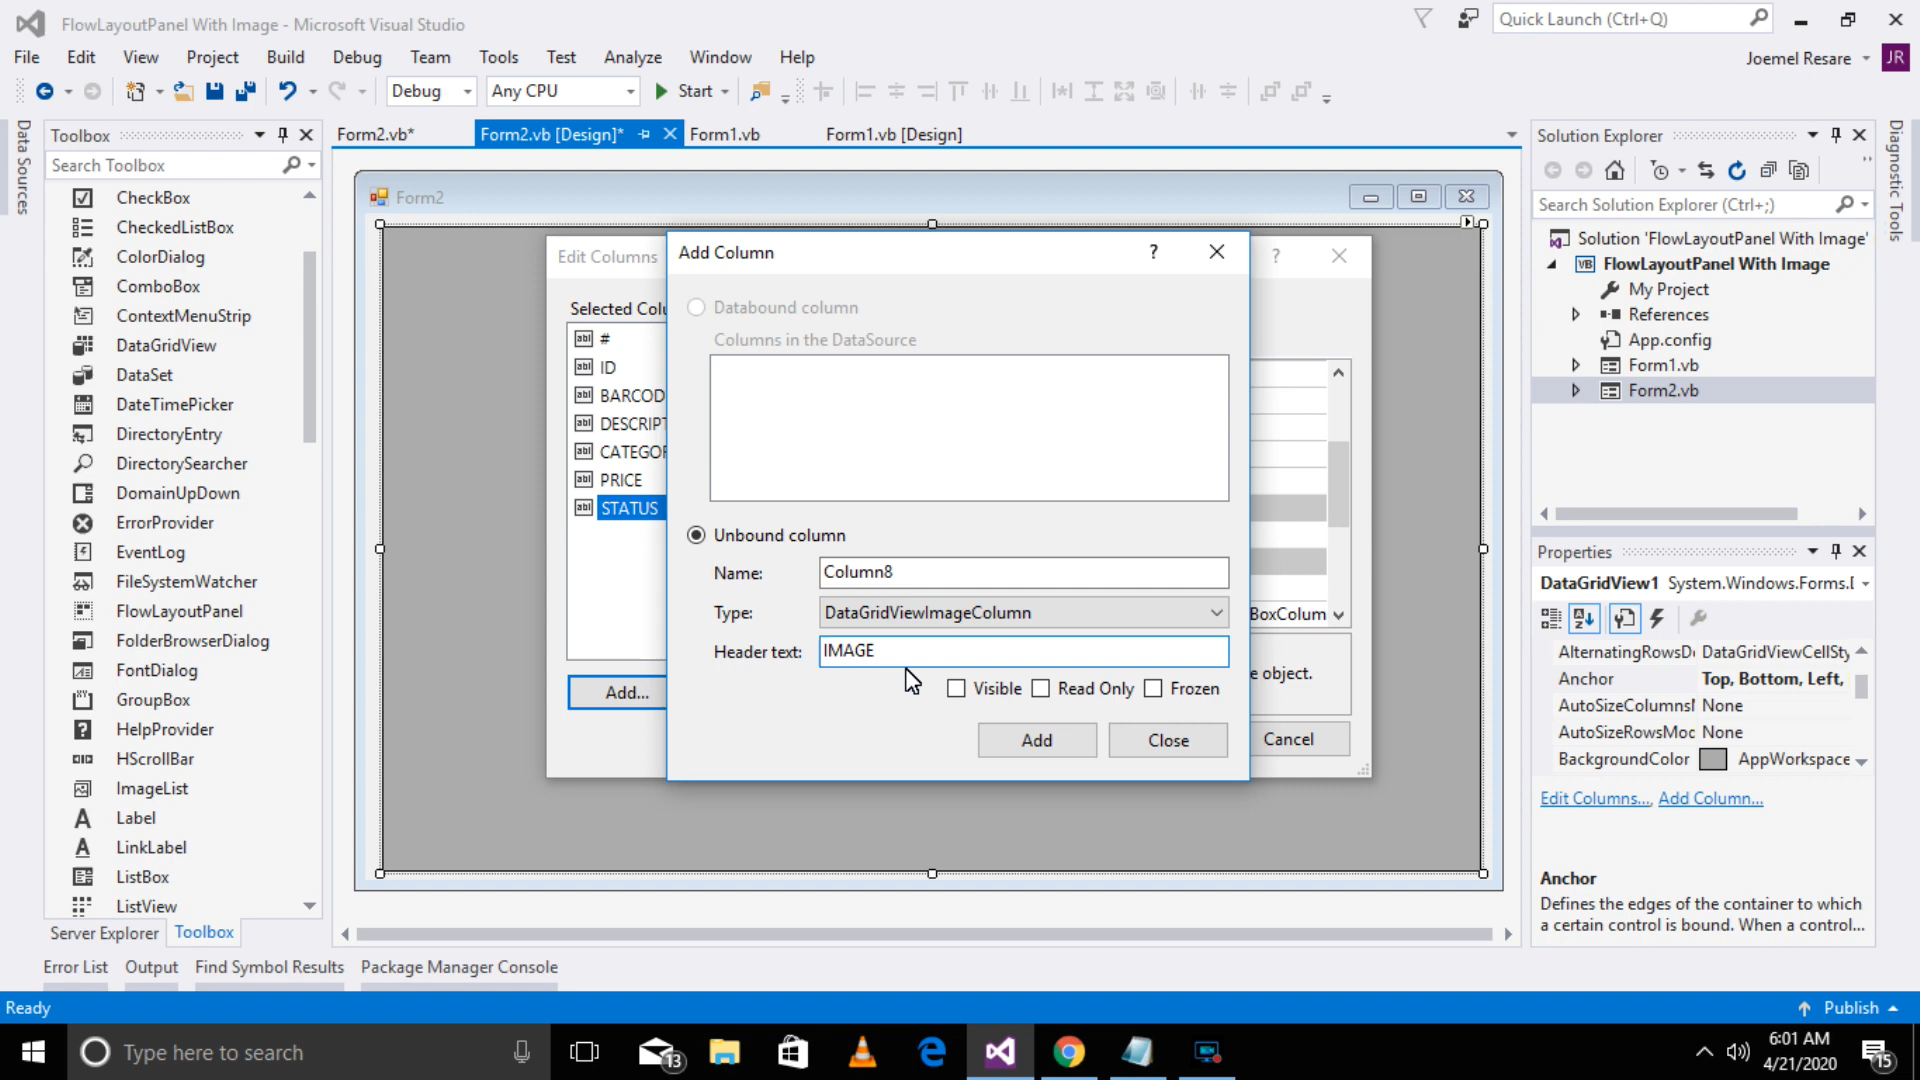 FlowLayoutPanel With Image - Microsoft Visual Studio
Quick Launch (Ctrl+Q)
File Edit View Project Build Debug Team Tools Test Analyze Window Help
Joemel Resare JR
Debug Any CPU Start
Data Sources
Toolbox
Search Toolbox
CheckBox
CheckedListBox
ColorDialog
ComboBox
ContextMenuStrip
DataGridView
DataSet
DateTimePicker
DirectoryEntry
DirectorySearcher
DomainUpDown
ErrorProvider
EventLog
FileSystemWatcher
FlowLayoutPanel
FolderBrowserDialog
FontDialog
GroupBox
HelpProvider
HScrollBar
ImageList
Label
LinkLabel
ListBox
ListView
Server Explorer Toolbox
Form2.vb* Form2.vb [Design]* Form1.vb Form1.vb [Design]
Form2
Edit Columns
Selected Colu
#
ID
BARCOD
DESCRIPT
CATEGOR
PRICE
STATUS
Add...
BoxColum
e object.
Cancel
Add Column
Databound column
Columns in the DataSource
Unbound column
Name: Column8
Type: DataGridViewImageColumn
Header text: IMAGE
Visible Read Only Frozen
Add Close
Solution Explorer
Search Solution Explorer (Ctrl+;)
Solution 'FlowLayoutPanel With Image'
FlowLayoutPanel With Image
My Project
References
App.config
Form1.vb
Form2.vb
Diagnostic Tools
Properties
DataGridView1 System.Windows.Forms.
AlternatingRowsD DataGridViewCellSty
Anchor Top, Bottom, Left,
AutoSizeColumns None
AutoSizeRowsMod None
BackgroundColor AppWorkspace
Edit Columns..., Add Column...
Anchor
Defines the edges of the container to which
a certain control is bound. When a control...
Error List Output Find Symbol Results Package Manager Console
Ready
Publish
Type here to search
13
6:01 AM
4/21/2020
15